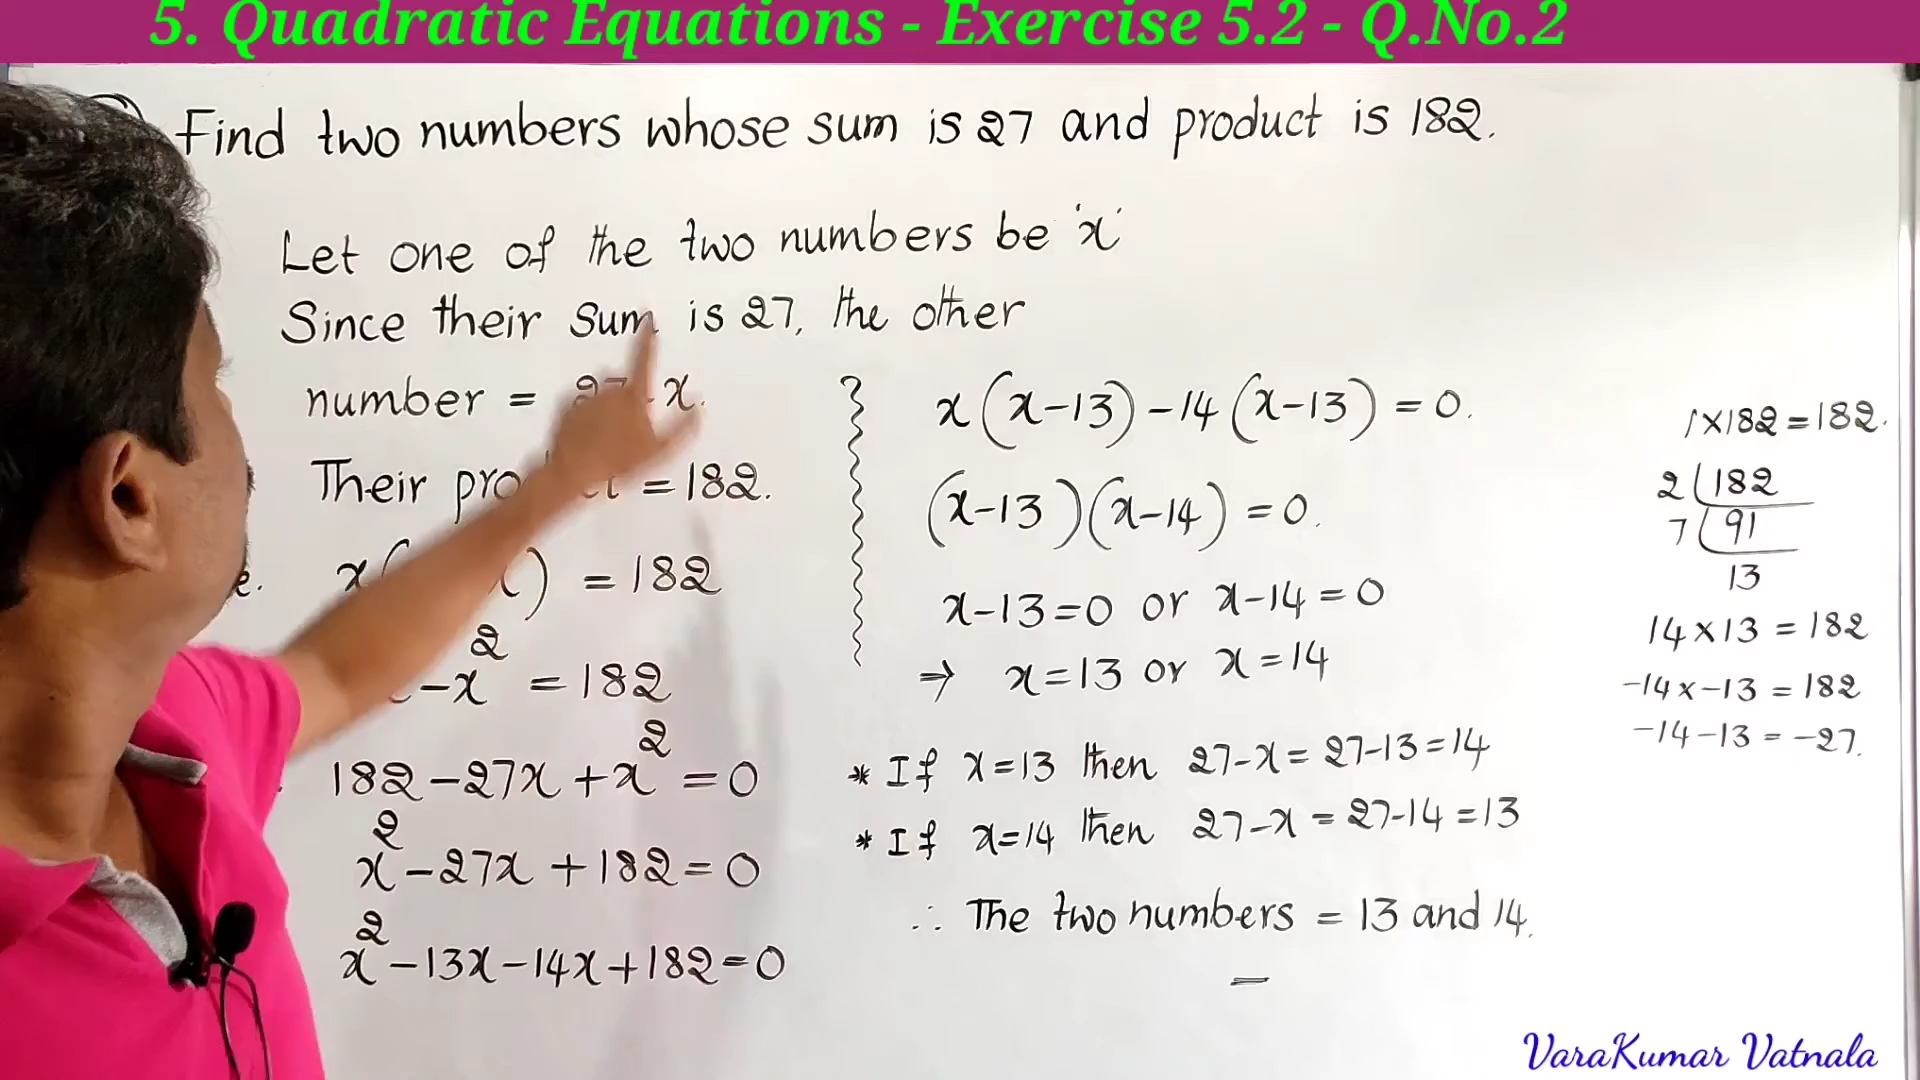 5. Quadratic Equations - Exercise 5.2 - Q.No.2
Find two numbers whose sum is 27 and product is 182.
Let one of the two numbers be 'x'
Since their sum is 27, the other
number = 27-x.
Their product = 182.
x( x) = 182
-x² = 182
182-27x+x² = 0
x²-27x+182=0
x²-13x-14x+182=0
x(x-13)-14(x-13) = 0.
(x-13)(x-14) = 0.
x-13=0 or x-14=0
⇒ x=13 or x=14
* If x=13 then 27-x = 27-13=14
* If x=14 then 27-x = 27-14=13
∴ The two numbers = 13 and 14.
1×182=182.
2 182
7 91
13
14×13 = 182
-14×-13 = 182
-14-13 = -27.
VaraKumar Vatnala